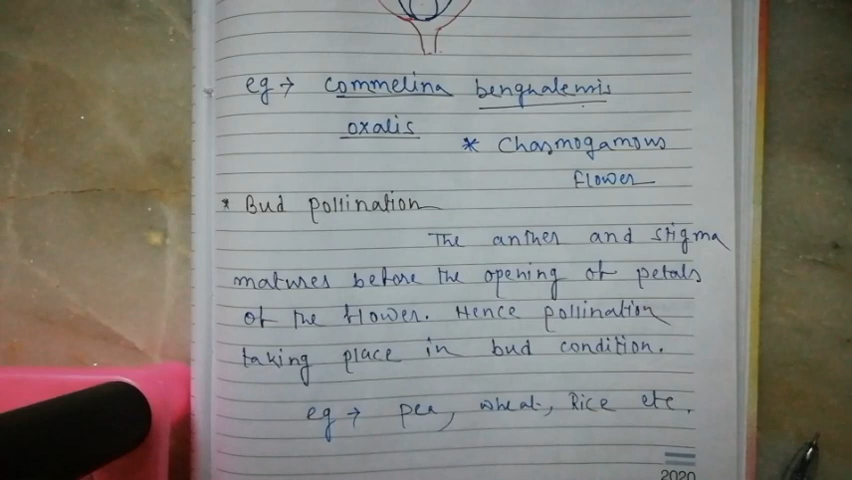 eg → Commelina benghalensis
oxalis
* Chasmogamous
flower
* Bud pollination
The anther and stigma
matures before the opening of petals
of the flower. Hence pollination
taking place in bud condition.
eg → pea, wheat, Rice etc.
2020